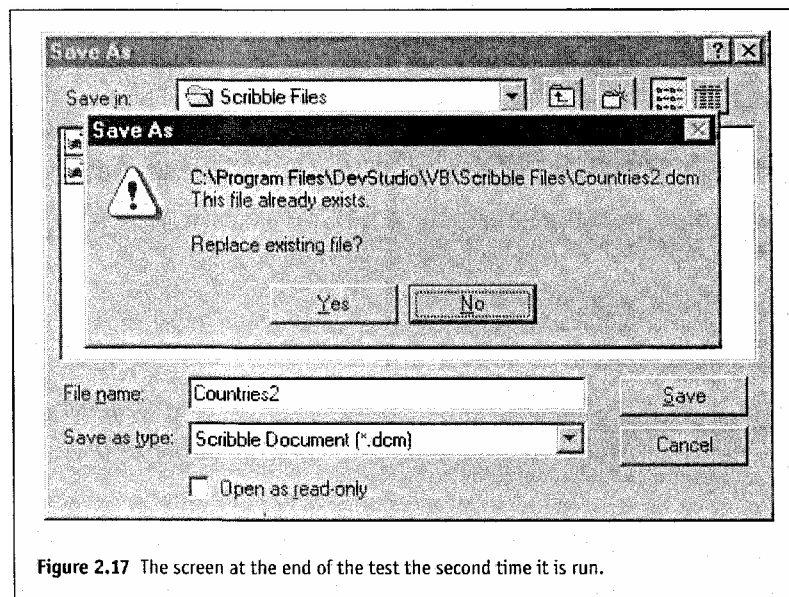 Save As
Save in:
Scribble Files
Save As
C:\Program Files\DevStudio\VB\Scribble Files\Countries2.dcm
This file already exists.
Replace existing file?
Yes
No
File name:
Countries2
Save
Save as type:
Scribble Document (*.dcm)
Cancel
Open as read-only
Figure 2.17 The screen at the end of the test the second time it is run.